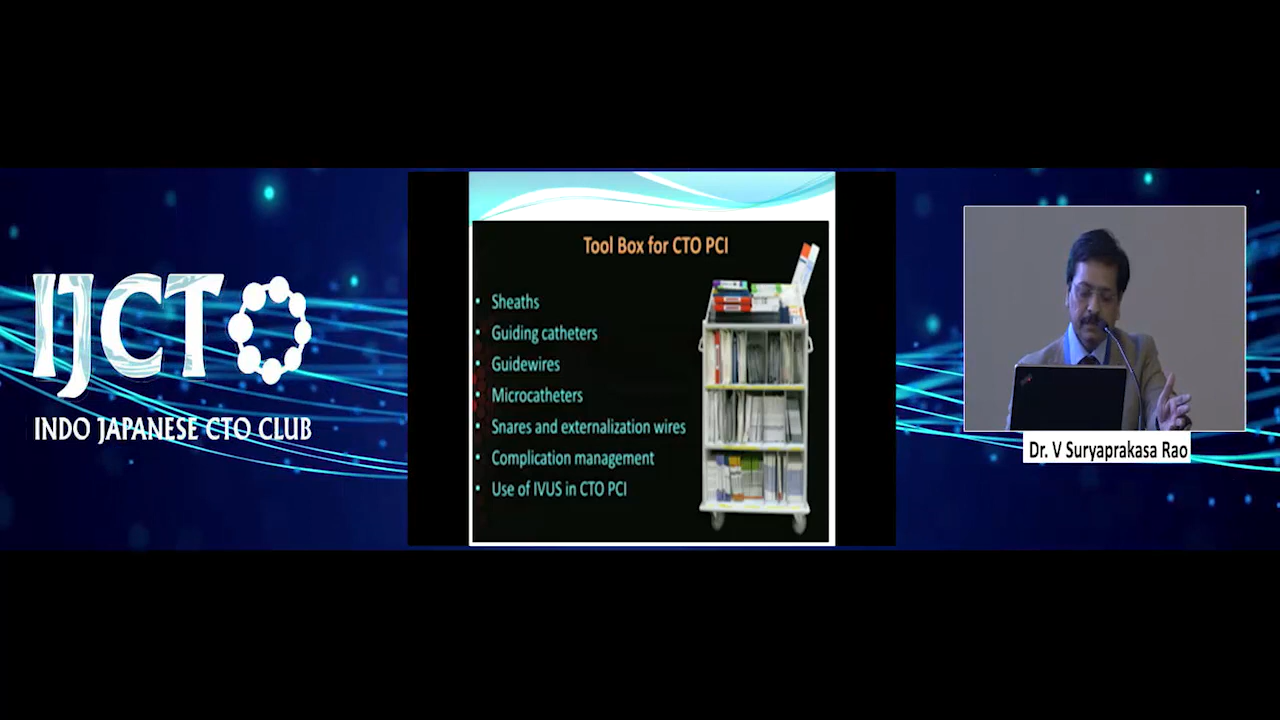 IJCTO
INDO JAPANESE CTO CLUB
Tool Box for CTO PCI
• Sheaths
• Guiding catheters
• Guidewires
• Microcatheters
• Snares and externalization wires
• Complication management
• Use of IVUS in CTO PCI
Dr. V Suryaprakasa Rao